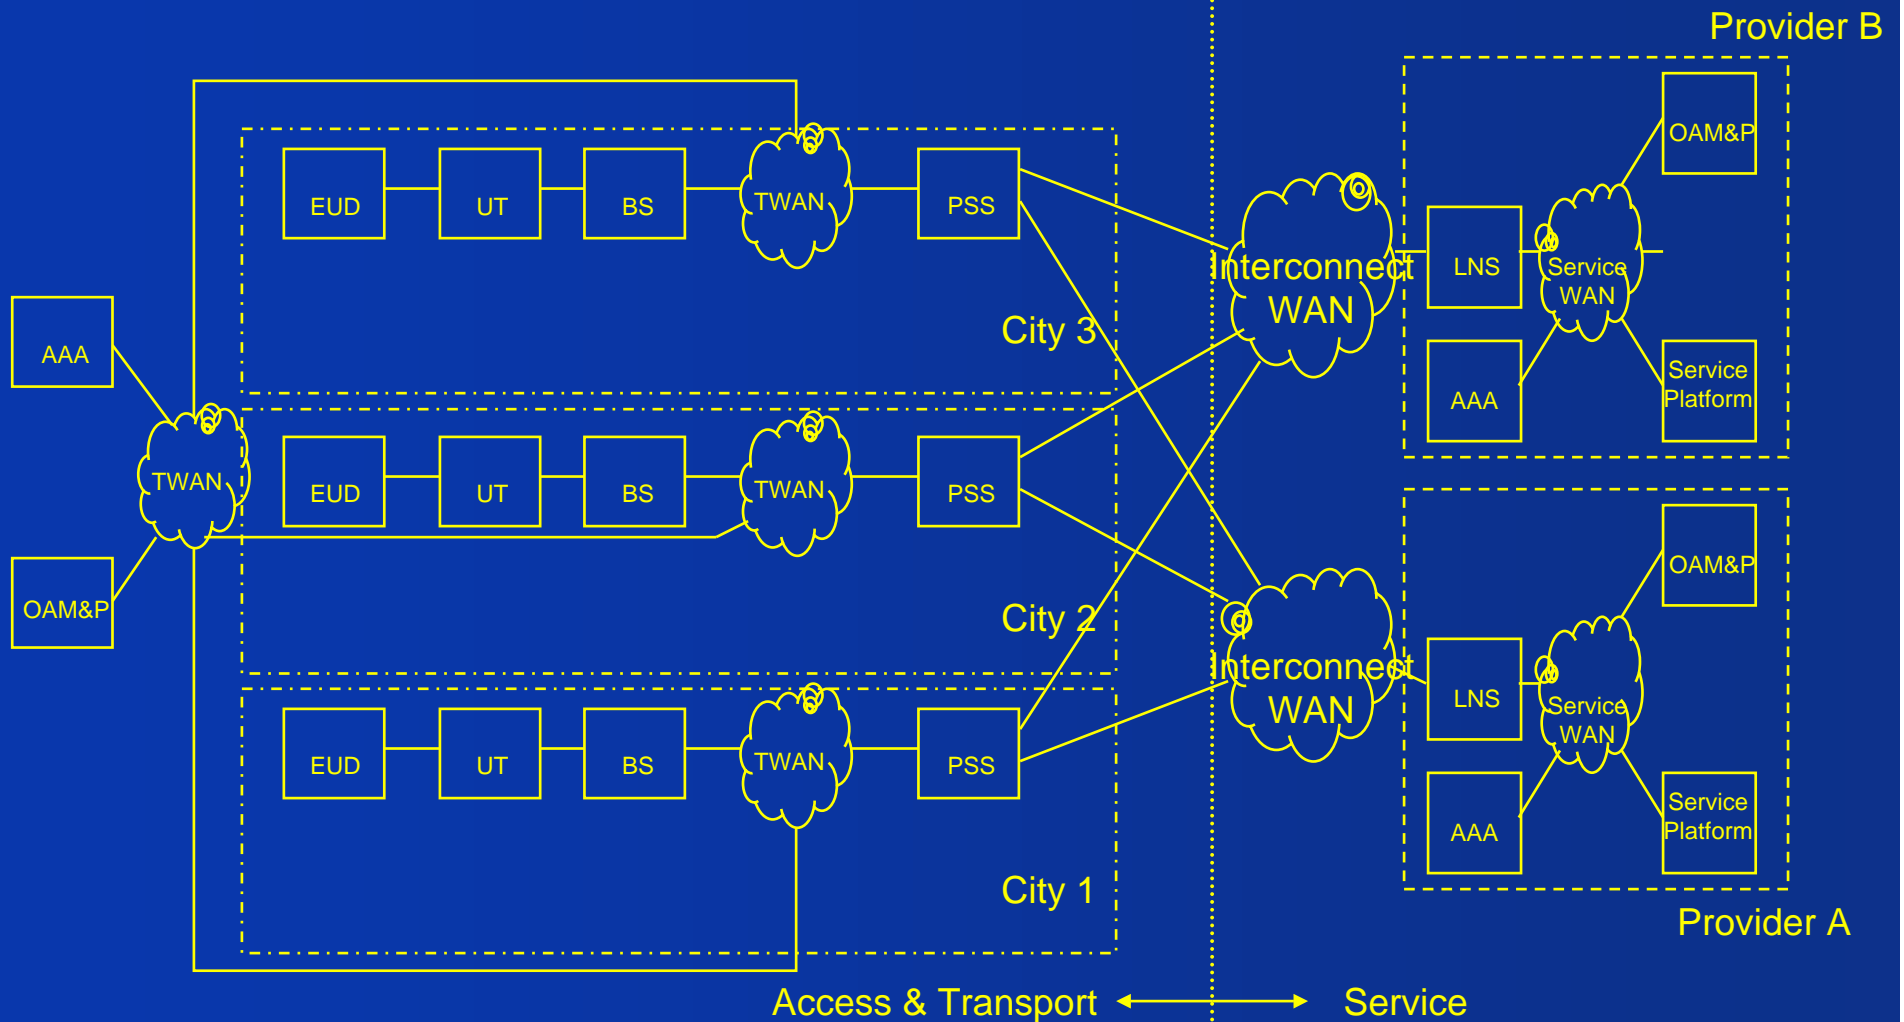 Provider B
OAM&P
EUD
UT
BS
TWAN
PSS
Interconnect
WAN
LNS
Service
WAN
City 3
AAA
Service
Platform
AAA
TWAN
EUD
UT
BS
TWAN
PSS
OAM&P
OAM&P
City 2
Interconnect
WAN
LNS
Service
WAN
EUD
UT
BS
TWAN
PSS
AAA
Service
Platform
City 1
Provider A
Access & Transport
Service